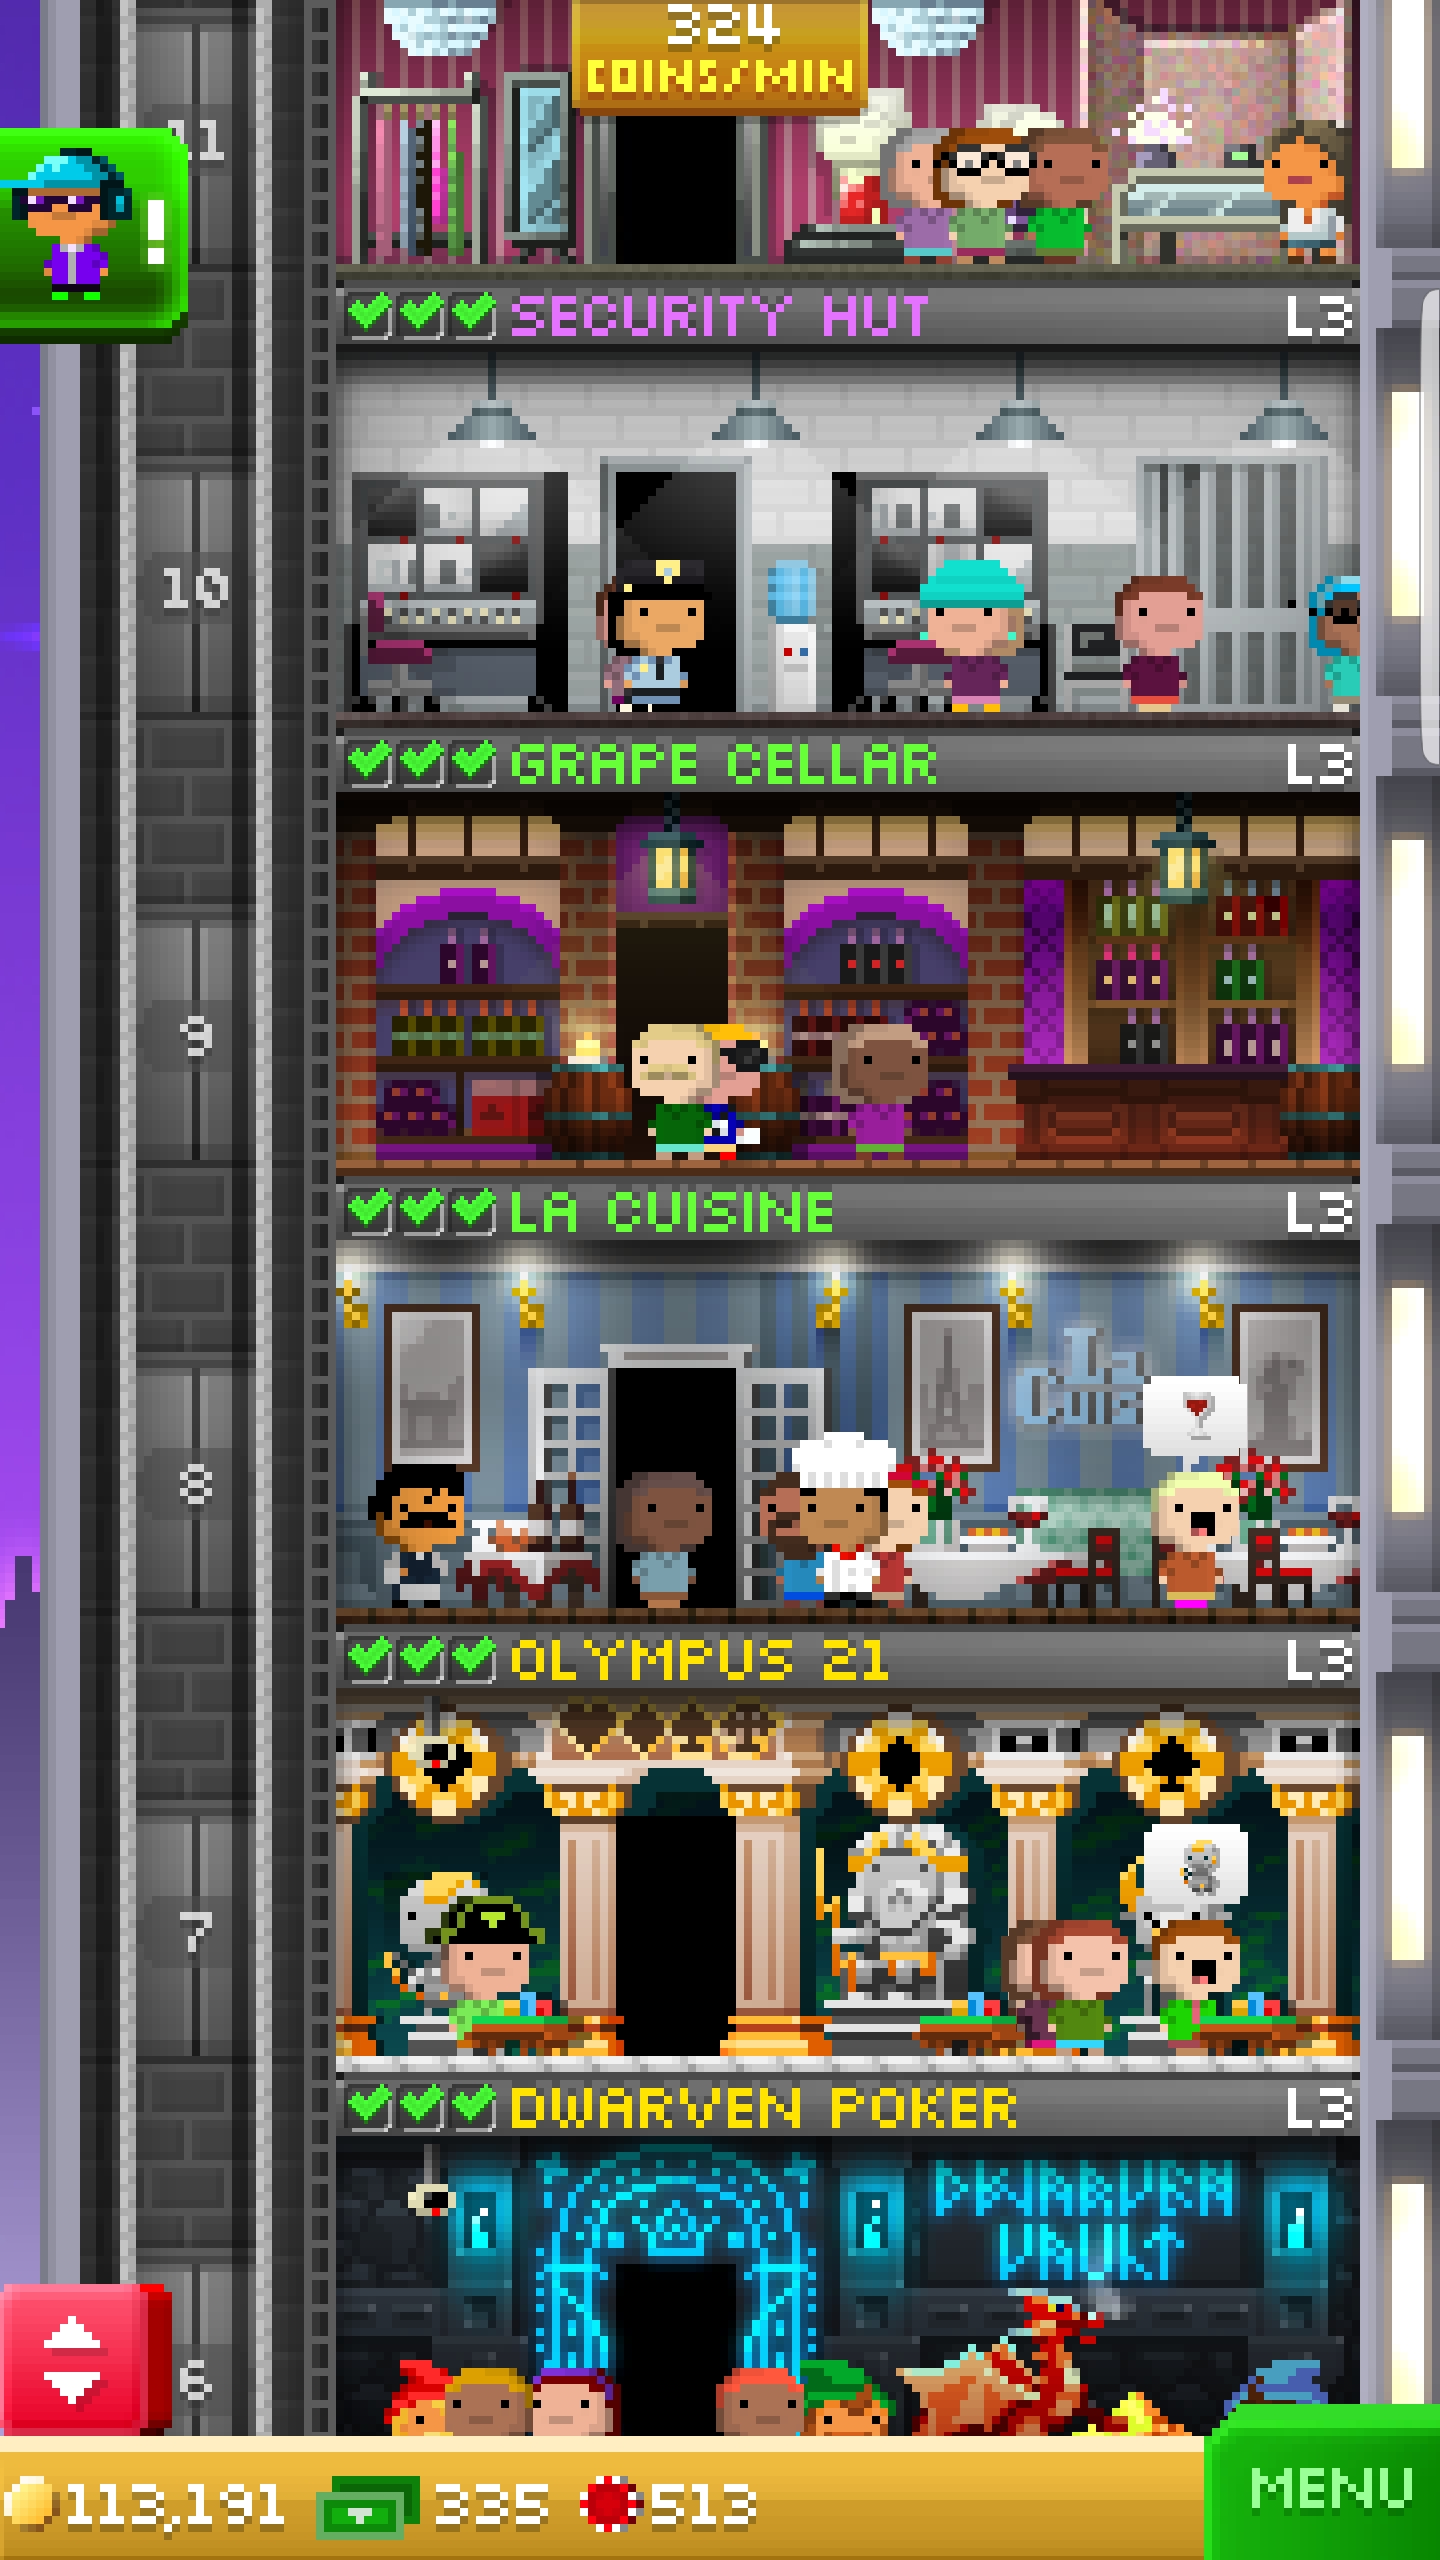 324
COINS/MIN
11
!
SECURITY HUT L3
10
GRAPE CELLAR L3
9
LA CUISINE L3
La
8
OLYMPUS 21 L3
7
DWARVEN POKER L3
DWARVEN
VAULT
6
113,191 335 513
MENU